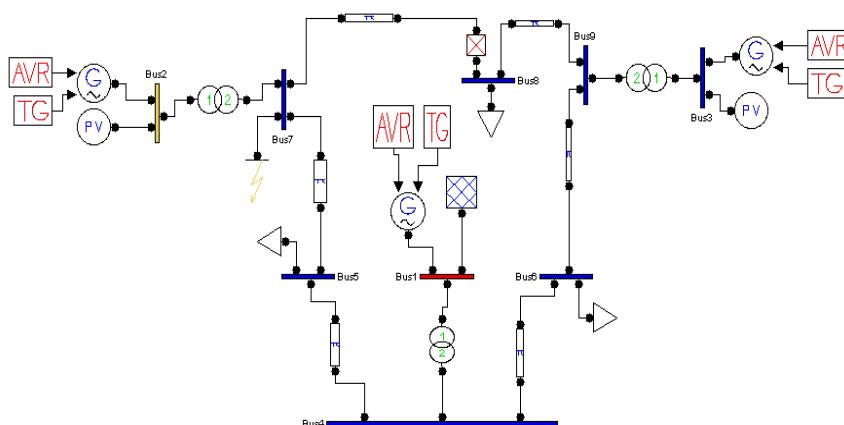 π
Bus9
AVR
G
~
Bus2
1 2
Bus8
2 1
G
~
AVR
TG
PV
Bus7
TG
PV
Bus3
AVR
TG
π
π
G
~
Bus5
Bus1
Bus6
1
2
π
π
Bus4